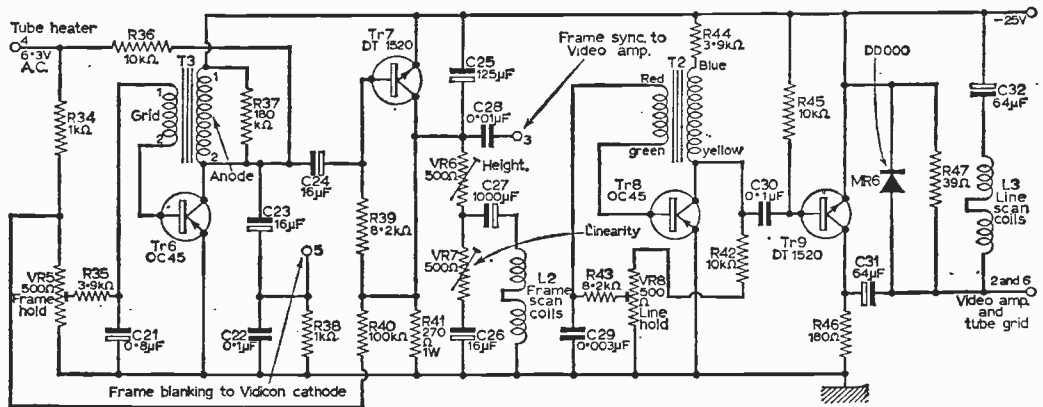 Tube heater
4
6·3V
A.C.
R36
10kΩ
T3
1
Grid
2
1
2
R37
180
kΩ
Anode
R34
1kΩ
Tr6
OC45
VR5
500Ω
Frame
hold
R35
3·9kΩ
C21
0·8μF
C22
0·1μF
C23
16μF
5
R38
1kΩ
Frame blanking to Vidicon cathode
C24
16μF
Tr7
DT 1520
R39
8·2kΩ
R40
100kΩ
R41
270
Ω
1W
C25
125μF
Frame sync. to
Video amp.
C28
0·01μF
3
VR6
500Ω
Height.
C27
1000μF
VR7
500Ω
Linearity
L2
Frame
scan
coils
C26
16μF
Red
green
T2
Blue
yellow
R44
3·9kΩ
Tr8
OC45
R43
8·2kΩ
C29
0·003μF
VR8
500
Ω
Line
hold
R42
10kΩ
C30
0·1μF
R45
10kΩ
Tr9
DT 1520
DD000
MR6
R47
39Ω
C31
64μF
R46
180Ω
-25V
C32
64μF
L3
Line
scan
coils
2 and 6
Video amp.
and
tube grid